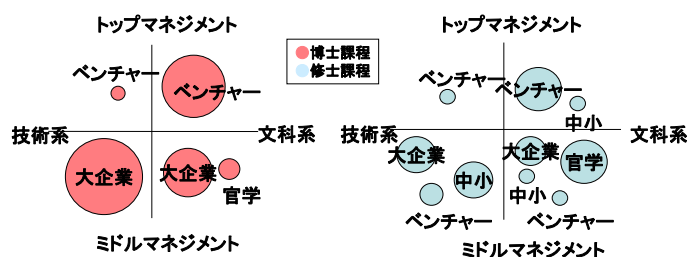 トップマネジメント
ベンチャー
ベンチャー
技術系
文科系
大企業
大企業
官学
ミドルマネジメント
博士課程
修士課程
トップマネジメント
ベンチャー
ベンチャー
中小
技術系
文科系
大企業
大企業
官学
中小
中小
ベンチャー
ベンチャー
ミドルマネジメント